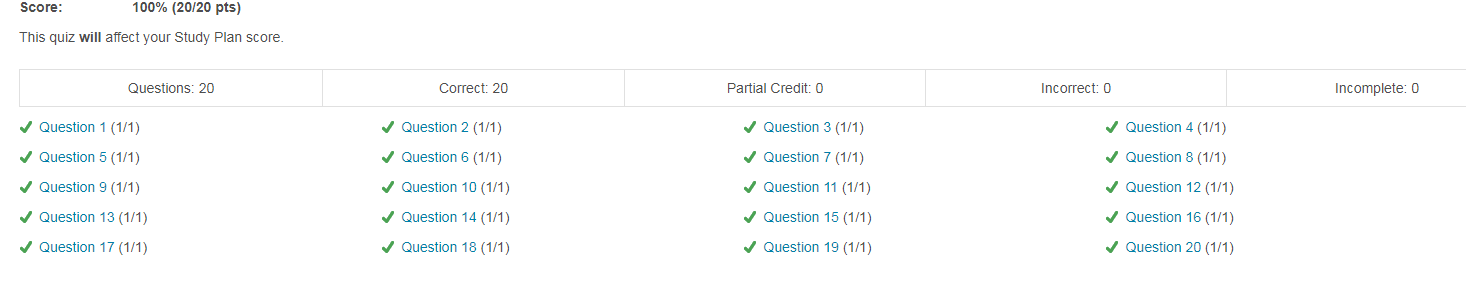 Score: 100% (20/20 pts)
This quiz will affect your Study Plan score.
Questions: 20 Correct: 20 Partial Credit: 0 Incorrect: 0 Incomplete: 0
Question 1 (1/1) Question 2 (1/1) Question 3 (1/1) Question 4 (1/1)
Question 5 (1/1) Question 6 (1/1) Question 7 (1/1) Question 8 (1/1)
Question 9 (1/1) Question 10 (1/1) Question 11 (1/1) Question 12 (1/1)
Question 13 (1/1) Question 14 (1/1) Question 15 (1/1) Question 16 (1/1)
Question 17 (1/1) Question 18 (1/1) Question 19 (1/1) Question 20 (1/1)